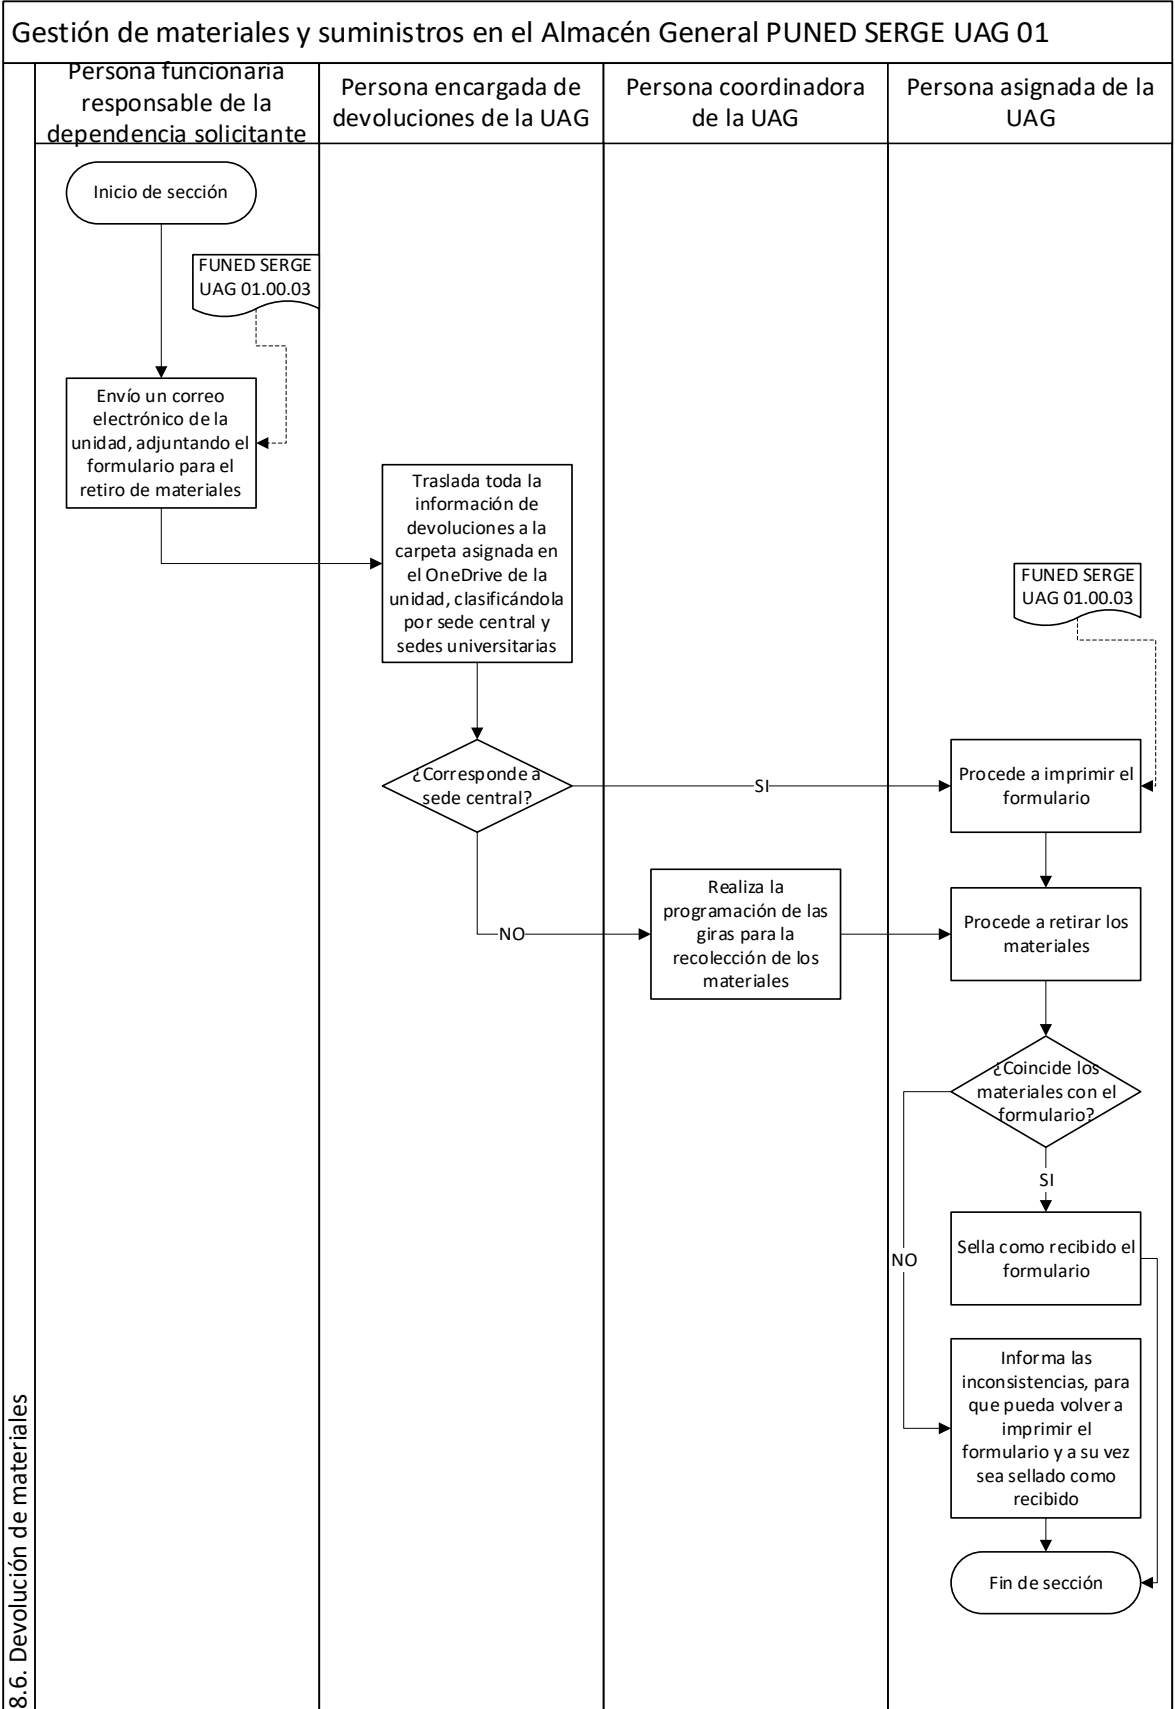 Gestión de materiales y suministros en el Almacén General PUNED SERGE UAG 01
Persona funcionaria
responsable de la
dependencia solicitante
Persona encargada de
devoluciones de la UAG
Persona coordinadora
de la UAG
Persona asignada de la
UAG
Inicio de sección
FUNED SERGE
UAG 01.00.03
Envío un correo
electrónico de la
unidad, adjuntando el
formulario para el
retiro de materiales
Traslada toda la
información de
devoluciones a la
carpeta asignada en
el OneDrive de la
unidad, clasificándola
por sede central y
sedes universitarias
FUNED SERGE
UAG 01.00.03
¿Corresponde a
sede central?
SI
Procede a imprimir el
formulario
NO
Realiza la
programación de las
giras para la
recolección de los
materiales
Procede a retirar los
materiales
¿Coincide los
materiales con el
formulario?
SI
NO
Sella como recibido el
formulario
Informa las
inconsistencias, para
que pueda volver a
imprimir el
formulario y a su vez
sea sellado como
recibido
Fin de sección
8.6. Devolución de materiales